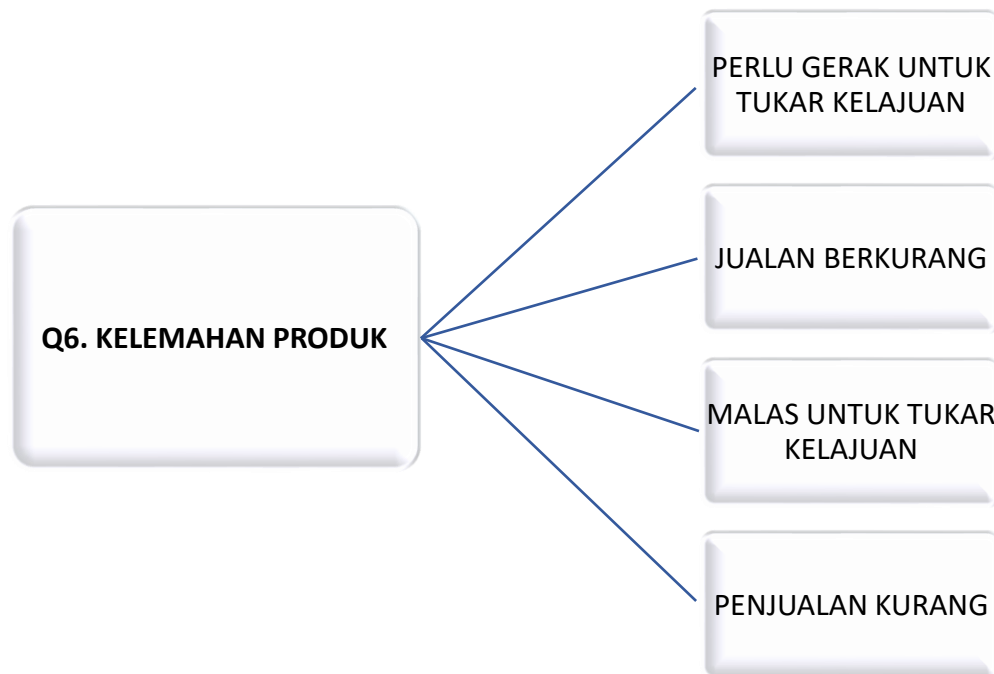 Q6. KELEMAHAN PRODUK
PERLU GERAK UNTUK
TUKAR KELAJUAN
JUALAN BERKURANG
MALAS UNTUK TUKAR
KELAJUAN
PENJUALAN KURANG